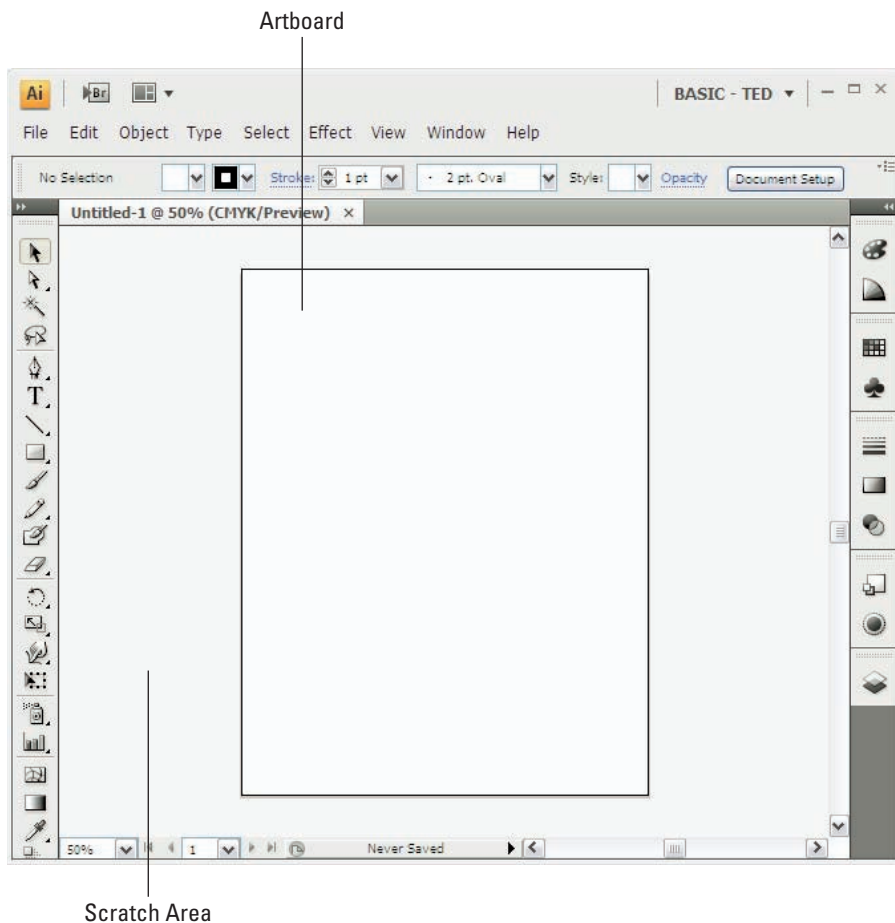 Artboard
Ai Br BASIC - TED
File Edit Object Type Select Effect View Window Help
No Selection Stroke: 1 pt 2 pt. Oval Style: Opacity Document Setup
Untitled-1 @ 50% (CMYK/Preview) ×
T
50% 1 Never Saved
Scratch Area